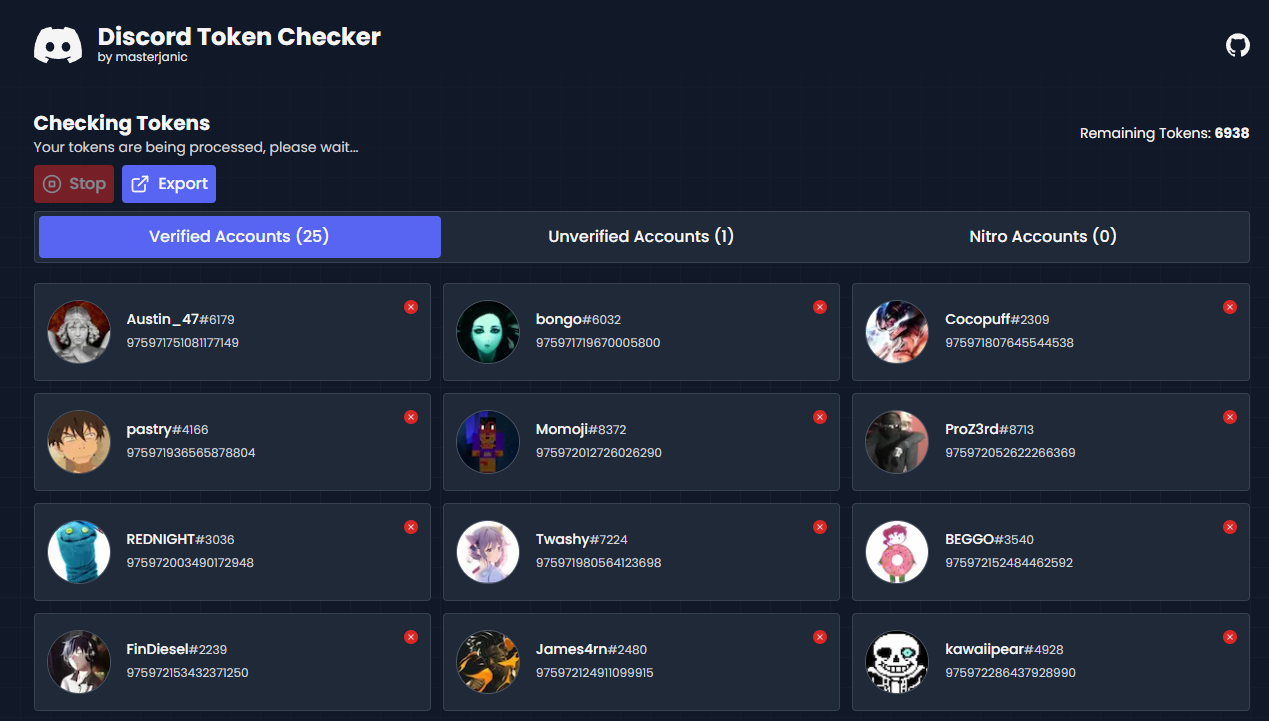 Discord Token Checker
by masterjanic
Checking Tokens
Your tokens are being processed, please wait...
Remaining Tokens: 6938
Stop
Export
Verified Accounts (25)
Unverified Accounts (1)
Nitro Accounts (0)
Austin_47#6179
975971751081177149
bongo#6032
975971719670005800
Cocopuff#2309
975971807645544538
pastry#4166
975971936565878804
Momoji#8372
975972012726026290
ProZ3rd#8713
975972052622266369
REDNIGHT#3036
975972003490172948
Twashy#7224
975971980564123698
BEGGO#3540
975972152484462592
FinDiesel#2239
975972153432371250
James4rn#2480
975972124911099915
kawaiipear#4928
975972286437928990